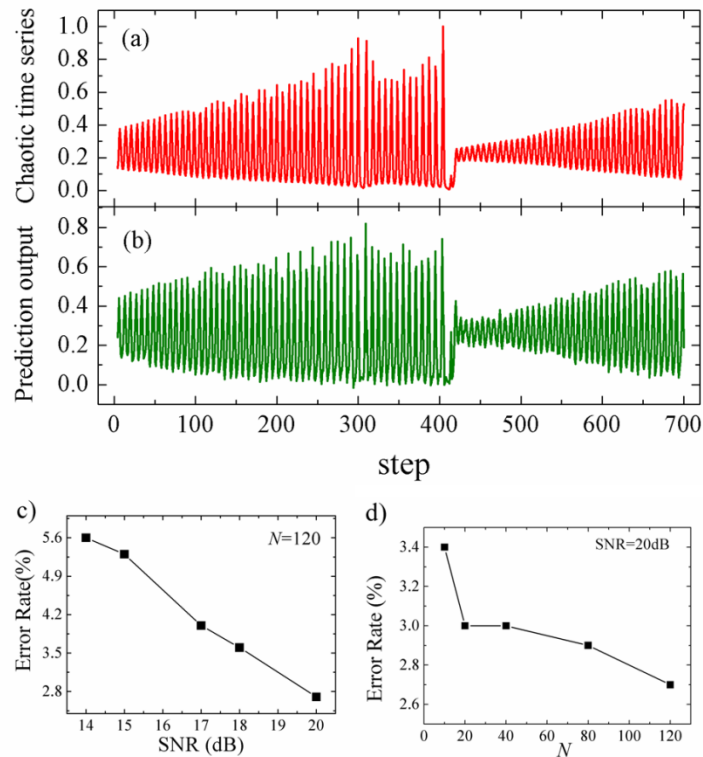 (a)
Chaotic time series
1.0
0.8
0.6
0.4
0.2
0.0
(b)
Prediction output
0.8
0.6
0.4
0.2
0.0
0 100 200 300 400 500 600 700
step
c)
N=120
Error Rate(%)
5.6
4.9
4.2
3.5
2.8
14 15 16 17 18 19 20
SNR (dB)
d)
SNR=20dB
Error Rate (%)
3.4
3.2
3.0
2.8
2.6
0 20 40 60 80 100 120
N